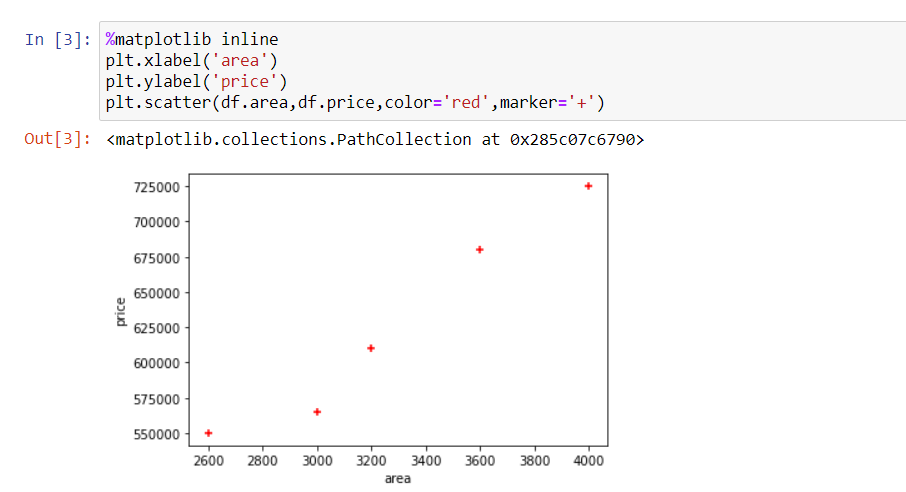 In [3]: %matplotlib inline
plt.xlabel('area')
plt.ylabel('price')
plt.scatter(df.area,df.price,color='red',marker='+')
Out[3]: <matplotlib.collections.PathCollection at 0x285c07c6790>
725000
700000
675000
650000
625000
600000
575000
550000
price
2600 2800 3000 3200 3400 3600 3800 4000
area